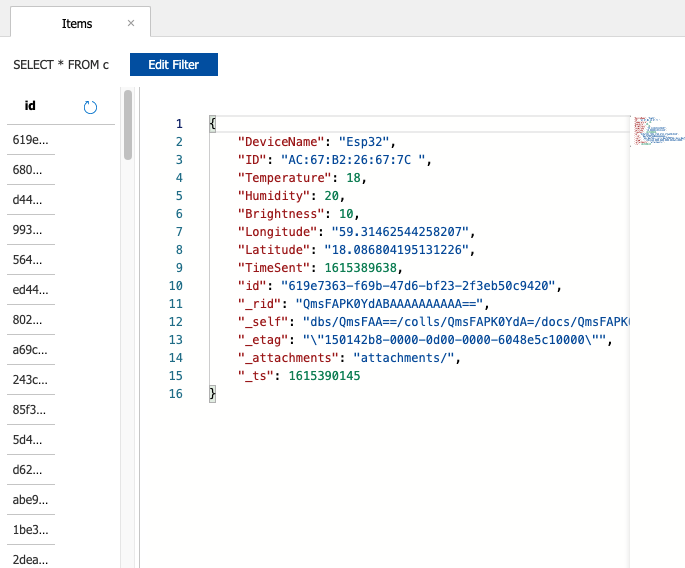 Items ×
SELECT * FROM c Edit Filter
id
619e...
680...
d44...
993...
564...
ed44...
802...
a69c...
243c...
85f3...
5d4...
d62...
abe9...
1be3...
2dea...
1 {
2 "DeviceName": "Esp32",
3 "ID": "AC:67:B2:26:67:7C ",
4 "Temperature": 18,
5 "Humidity": 20,
6 "Brightness": 10,
7 "Longitude": "59.31462544258207",
8 "Latitude": "18.086804195131226",
9 "TimeSent": 1615389638,
10 "id": "619e7363-f69b-47d6-bf23-2f3eb50c9420",
11 "_rid": "QmsFAPK0YdABAAAAAAAAAA==",
12 "_self": "dbs/QmsFAA==/colls/QmsFAPK0YdA=/docs/QmsFAPK0
13 "_etag": "\"150142b8-0000-0d00-0000-6048e5c10000\"",
14 "_attachments": "attachments/",
15 "_ts": 1615390145
16 }